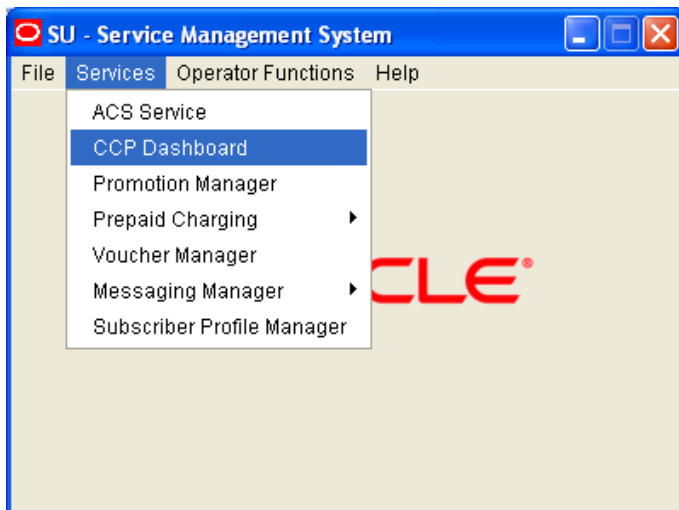 SU - Service Management System
File Services Operator Functions Help
ACS Service
CCP Dashboard
Promotion Manager
Prepaid Charging
Voucher Manager
Messaging Manager
Subscriber Profile Manager
CLE®